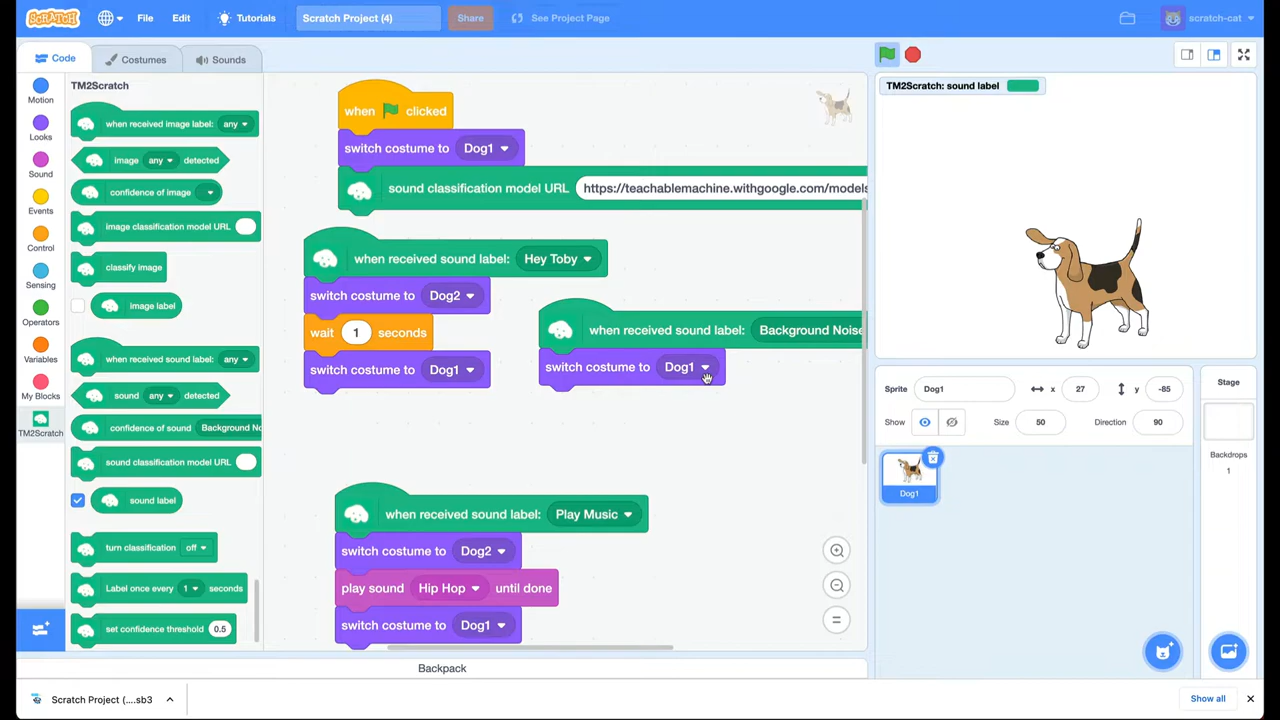 SCRATCH
File
Edit
Tutorials
Scratch Project (4)
Share
See Project Page
scratch-cat
Code
Costumes
Sounds
Motion
Looks
Sound
Events
Control
Sensing
Operators
Variables
My Blocks
TM2Scratch
TM2Scratch
when received image label: any
image any detected
confidence of image
image classification model URL
classify image
image label
when received sound label: any
sound any detected
confidence of sound Background No
sound classification model URL
sound label
turn classification off
Label once every 1 seconds
set confidence threshold 0.5
when clicked
switch costume to Dog1
sound classification model URL https://teachablemachine.withgoogle.com/models
when received sound label: Hey Toby
switch costume to Dog2
wait 1 seconds
switch costume to Dog1
when received sound label: Background Noise
switch costume to Dog1
when received sound label: Play Music
switch costume to Dog2
play sound Hip Hop until done
switch costume to Dog1
Backpack
TM2Scratch: sound label
Sprite Dog1 x 27 y -85
Show Size 50 Direction 90
Dog1
Stage
Backdrops
1
Scratch Project (....sb3
Show all